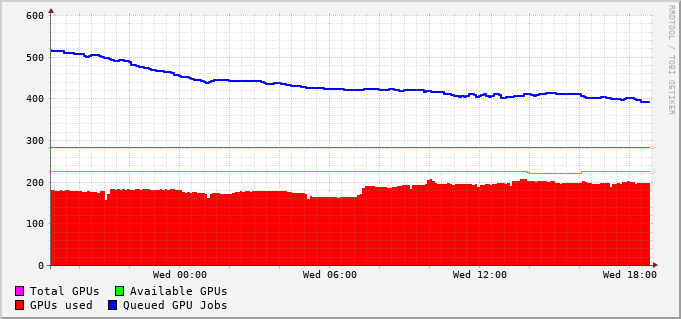 600
500
400
300
200
100
0
Wed 00:00 Wed 06:00 Wed 12:00 Wed 18:00
Total GPUs Available GPUs
GPUs used Queued GPU Jobs
RRDTOOL / TOBI OETIKER